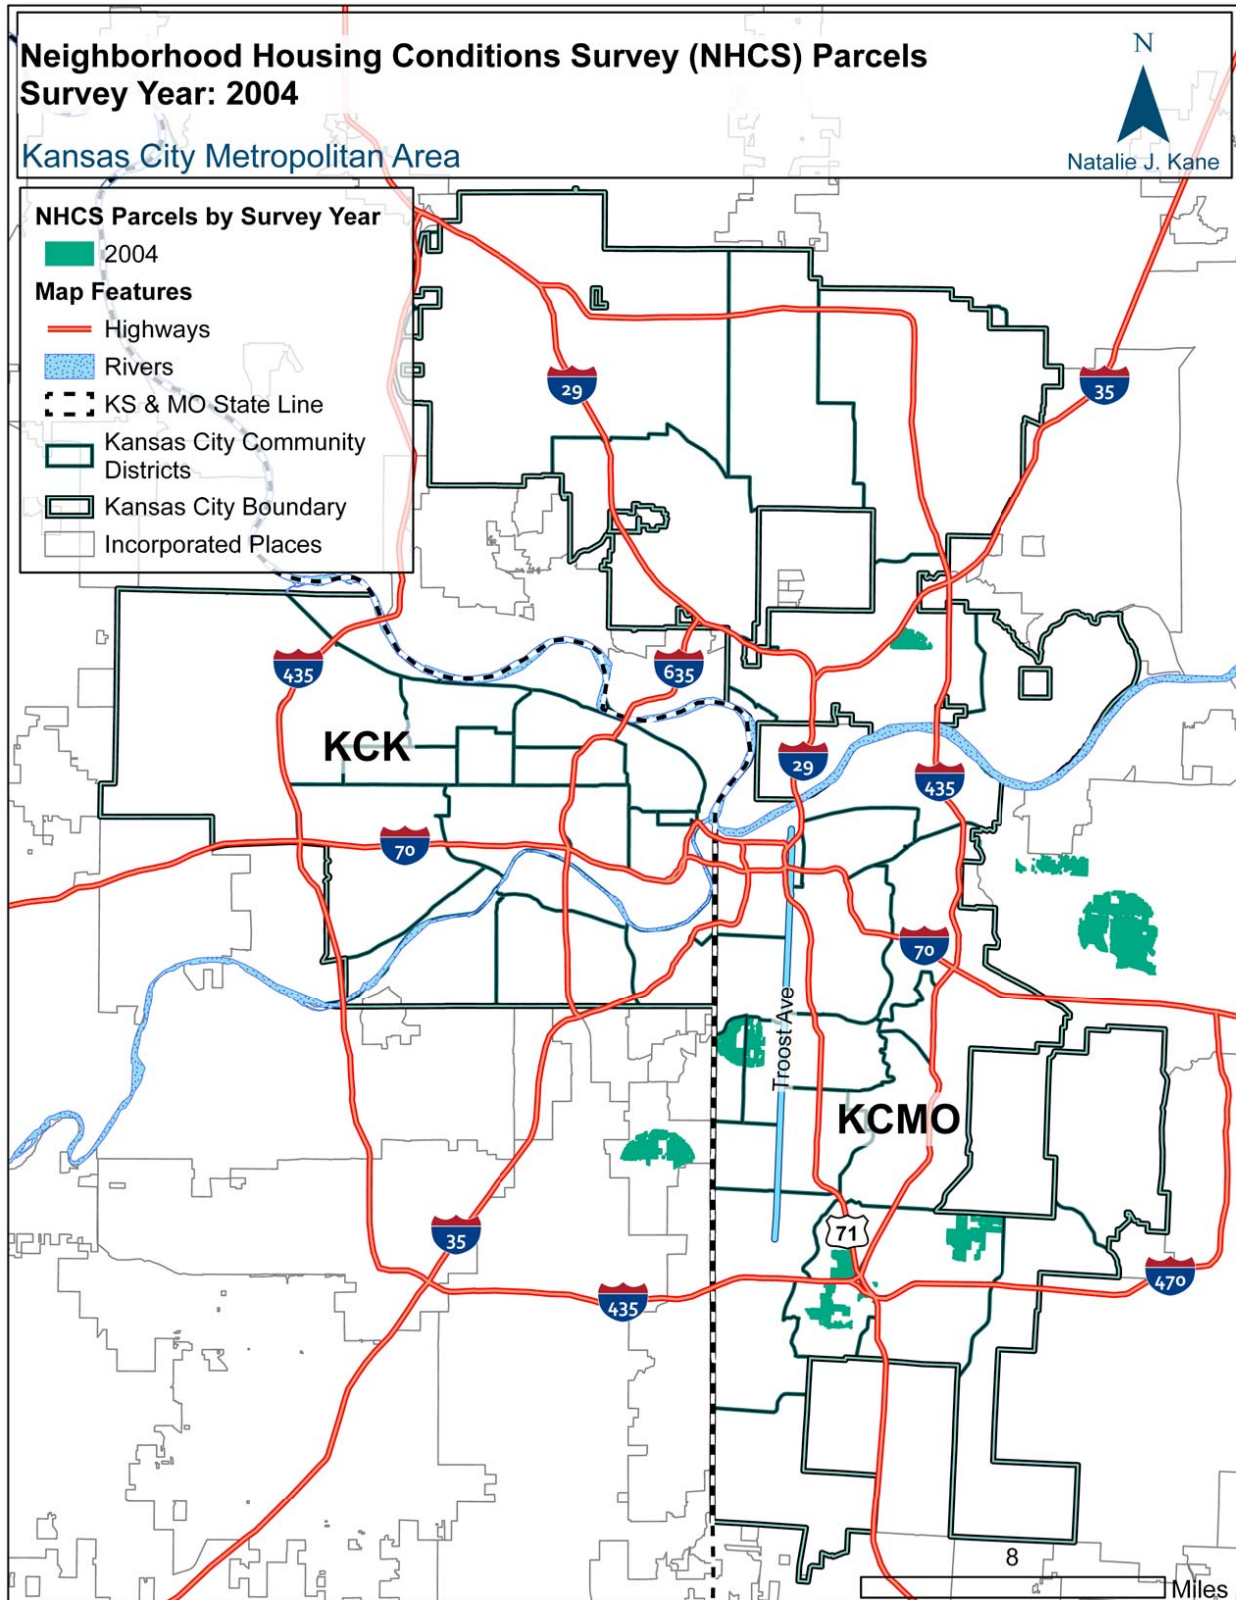 Neighborhood Housing Conditions Survey (NHCS) Parcels
Survey Year: 2004
Kansas City Metropolitan Area
N
Natalie J. Kane
NHCS Parcels by Survey Year
2004
Map Features
Highways
Rivers
KS & MO State Line
Kansas City Community
Districts
Kansas City Boundary
Incorporated Places
29
35
435
635
KCK
29
435
70
70
Troost Ave
KCMO
71
35
435
470
8
Miles